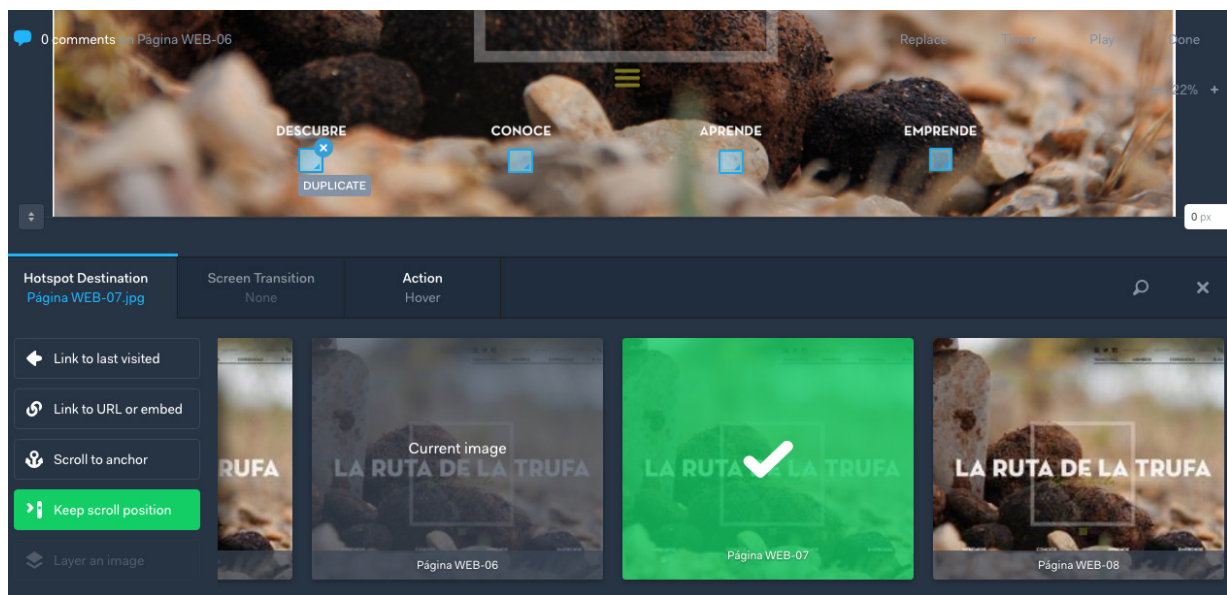 0 comments on Página WEB-06
Replace Timer Play Done
22% +
DESCUBRE CONOCE APRENDE EMPRENDE
DUPLICATE
0 px
Hotspot Destination
Página WEB-07.jpg
Screen Transition
None
Action
Hover
Link to last visited
Link to URL or embed
Scroll to anchor
Keep scroll position
Layer an image
RUFA
Current image
LA RUTA DE LA TRUFA
Página WEB-06
LA RUTA DE LA TRUFA
Página WEB-07
LA RUTA DE LA TRUFA
Página WEB-08